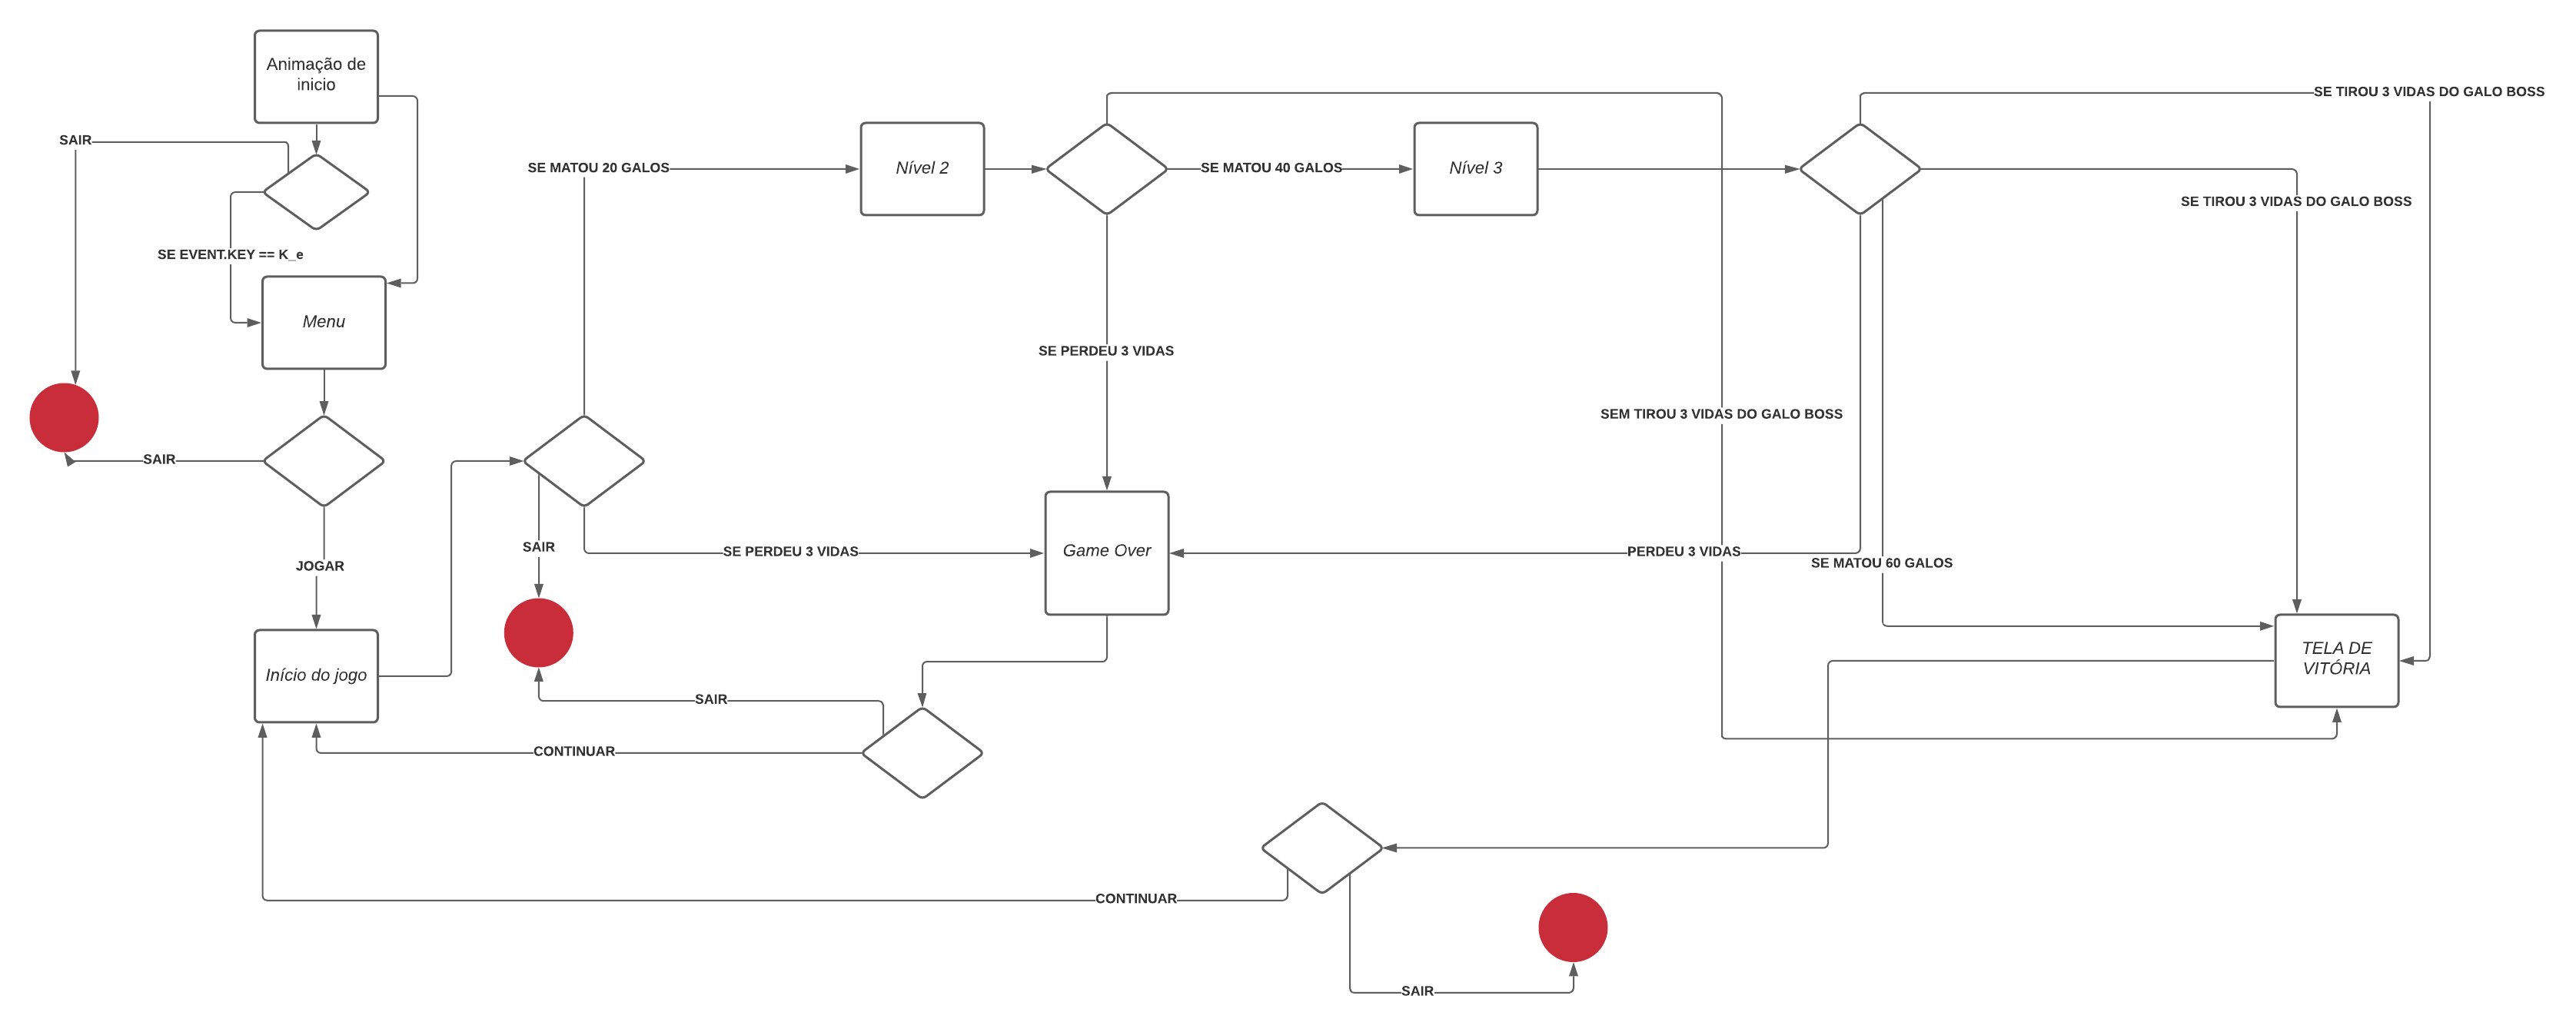 Animação de
inicio
SAIR
SE EVENT.KEY == K_e
Menu
SAIR
JOGAR
Início do jogo
SE MATOU 20 GALOS
Nível 2
SE MATOU 40 GALOS
Nível 3
SE TIROU 3 VIDAS DO GALO BOSS
SE TIROU 3 VIDAS DO GALO BOSS
SE PERDEU 3 VIDAS
SEM TIROU 3 VIDAS DO GALO BOSS
SAIR
SE PERDEU 3 VIDAS
Game Over
PERDEU 3 VIDAS
SE MATOU 60 GALOS
TELA DE
VITÓRIA
SAIR
CONTINUAR
CONTINUAR
SAIR